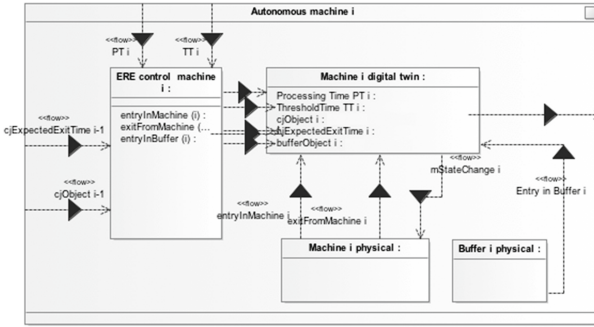 Autonomous machine i
<<flow>>
PT i
<<flow>>
TT i
ERE control machine
i :
Machine i digital twin :
entryInMachine (i) :
exitFromMachine (...
entryInBuffer (i) :
Processing Time PT i :
ThresholdTime TT i :
cjObject i :
cjExpectedExitTime i :
bufferObject i :
<<flow>>
cjExpectedExitTime i-1
<<flow>>
cjObject i-1
<<flow>>
mStateChange i
<<flow>>
Entry in Buffer i
<<flow>>
entryInMachine i
<<flow>>
exitFromMachine i
Machine i physical :
Buffer i physical :